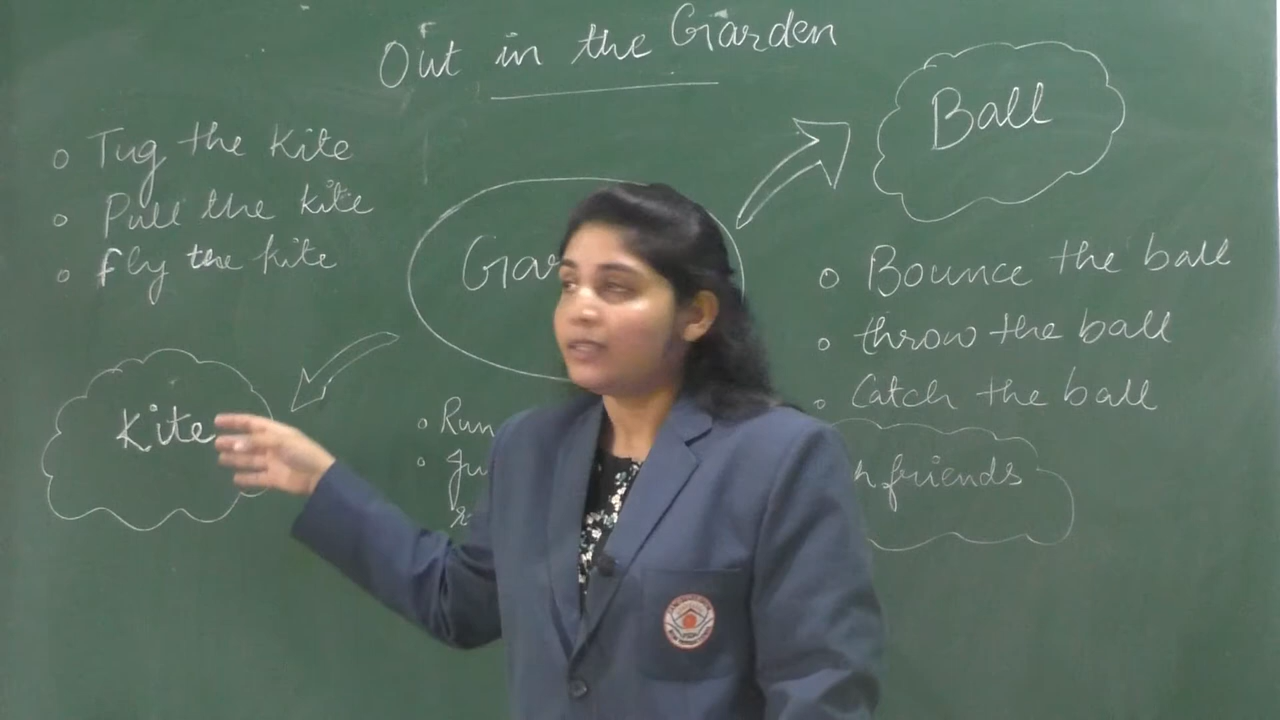 Out in the Garden
Ball
Tug the Kite
Pull the kite
Fly the kite
Kite
Bounce the ball
throw the ball
Catch the ball
Run
friends